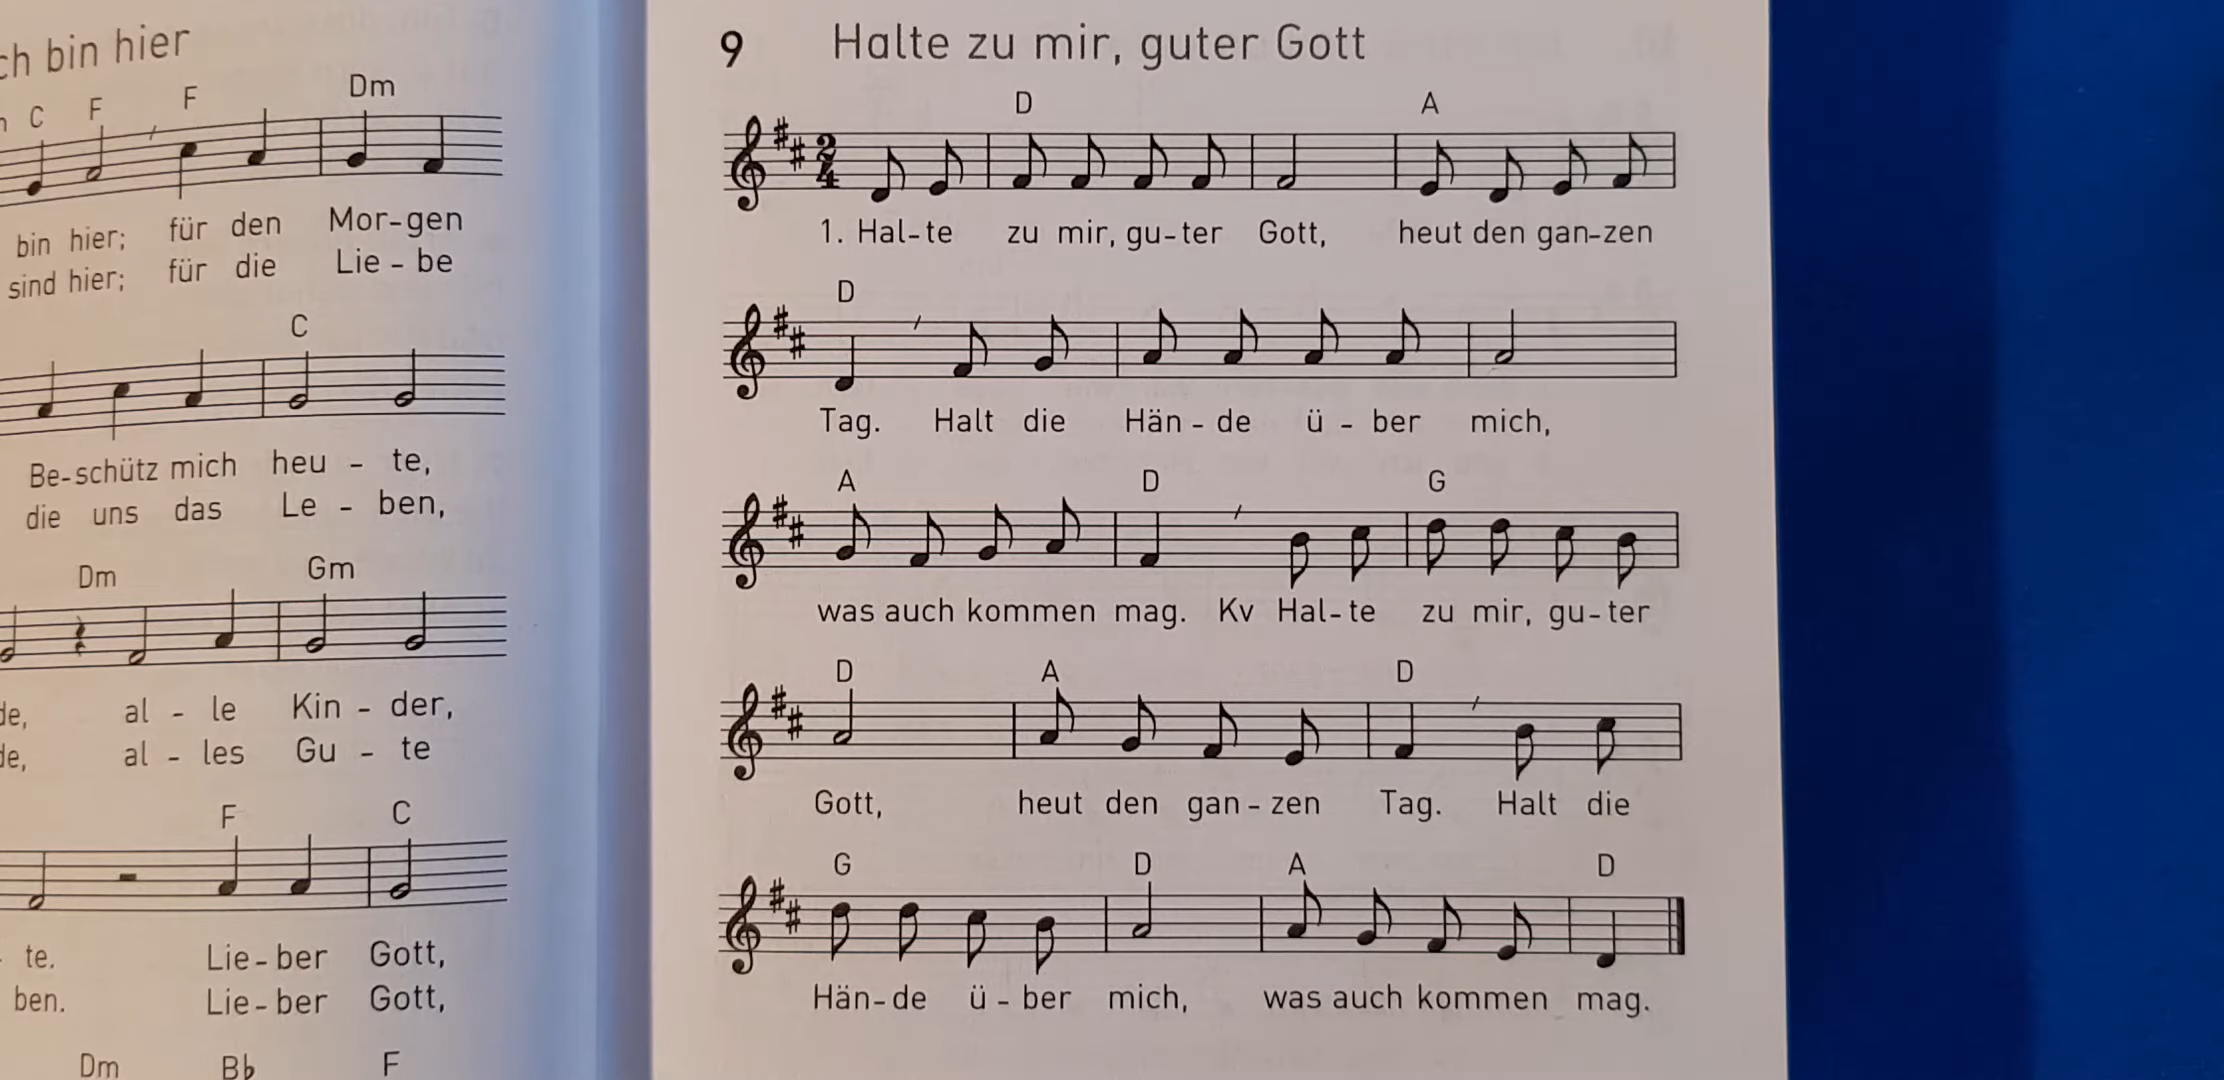 ch bin hier
C F F Dm
bin hier; für den Mor-gen
sind hier; für die Lie - be
C
Be-schütz mich heu - te,
die uns das Le - ben,
Dm Gm
de, al - le Kin - der,
de, al - les Gu - te
F C
te. Lie-ber Gott,
ben. Lie-ber Gott,
Dm Bb F
9 Halte zu mir, guter Gott
D A
2
4
1. Hal-te zu mir, gu-ter Gott, heut den gan-zen
D
Tag. Halt die Hän - de ü - ber mich,
A D G
was auch kommen mag. Kv Hal-te zu mir, gu-ter
D A D
Gott, heut den gan-zen Tag. Halt die
G D A D
Hän-de ü - ber mich, was auch kommen mag.